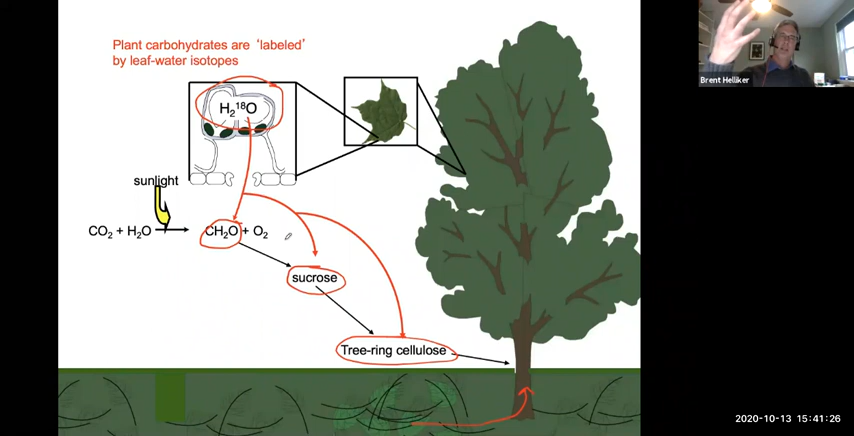 Plant carbohydrates are ‘labeled’
by leaf-water isotopes
Brent Helliker
H₂¹⁸O
sunlight
CO₂ + H₂O
CH₂O + O₂
sucrose
Tree-ring cellulose
2020-10-13 15:41:26